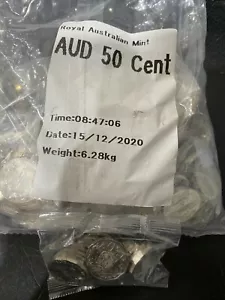 Royal Australian Mint
AUD 50 Cent
Time:08:47:06
Date:15/12/2020
Weight:6.28kg